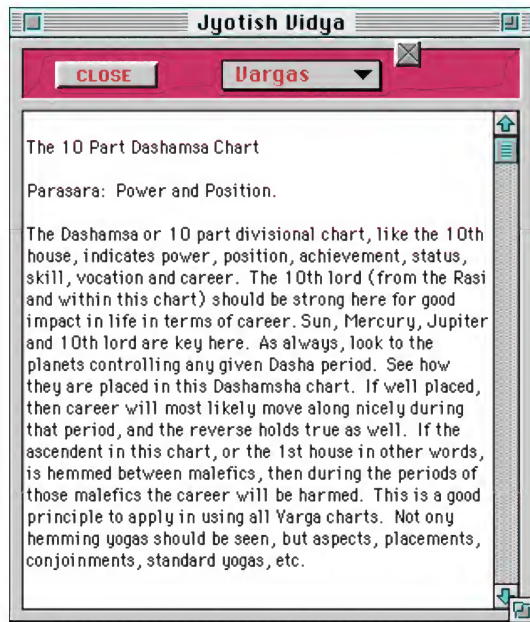 Jyotish Vidya
CLOSE
Vargas
The 10 Part Dashamsa Chart
Parasara: Power and Position.
The Dashamsa or 10 part divisional chart, like the 10th
house, indicates power, position, achievement, status,
skill, vocation and career. The 10th lord (from the Rasi
and within this chart) should be strong here for good
impact in life in terms of career. Sun, Mercury, Jupiter
and 10th lord are key here. As always, look to the
planets controlling any given Dasha period. See how
they are placed in this Dashamsha chart. If well placed,
then career will most likely move along nicely during
that period, and the reverse holds true as well. If the
ascendent in this chart, or the 1st house in other words,
is hemmed between malefics, then during the periods of
those malefics the career will be harmed. This is a good
principle to apply in using all Varga charts. Not ony
hemming yogas should be seen, but aspects, placements,
conjoinments, standard yogas, etc.